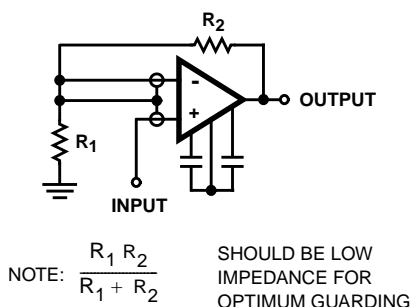 R2
-
+
OUTPUT
R1
INPUT
NOTE: R1 R2 / R1 + R2
SHOULD BE LOW
IMPEDANCE FOR
OPTIMUM GUARDING